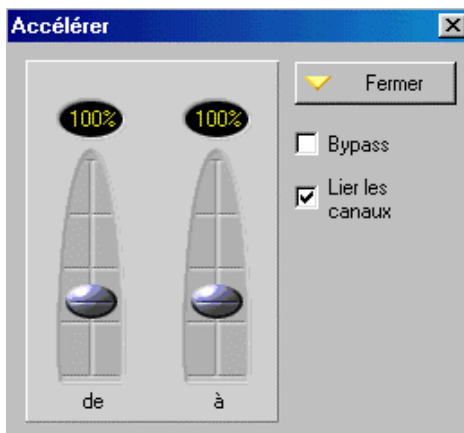 Accélérer
Fermer
100% 100%
Bypass
Lier les
canaux
de à